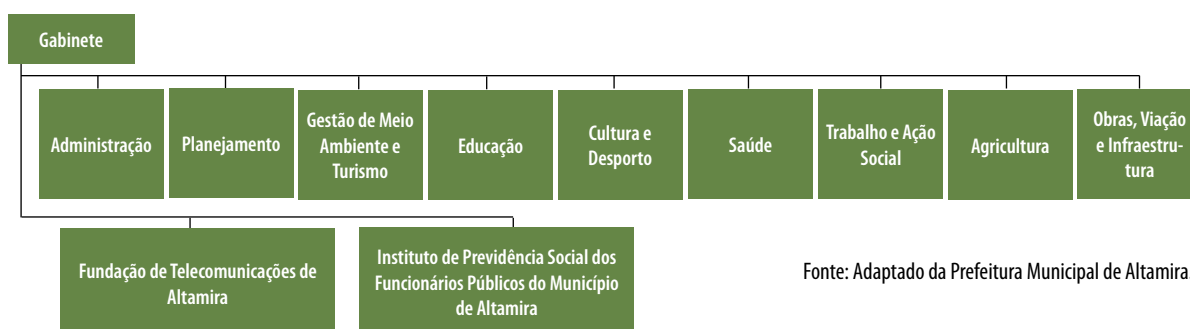 Gabinete
Administração
Planejamento
Gestão de Meio
Ambiente e
Turismo
Educação
Cultura e
Desporto
Saúde
Trabalho e Ação
Social
Agricultura
Obras, Viação
e Infraestru-
tura
Fundação de Telecomunicações de
Altamira
Instituto de Previdência Social dos
Funcionários Públicos do Município
de Altamira
Fonte: Adaptado da Prefeitura Municipal de Altamira